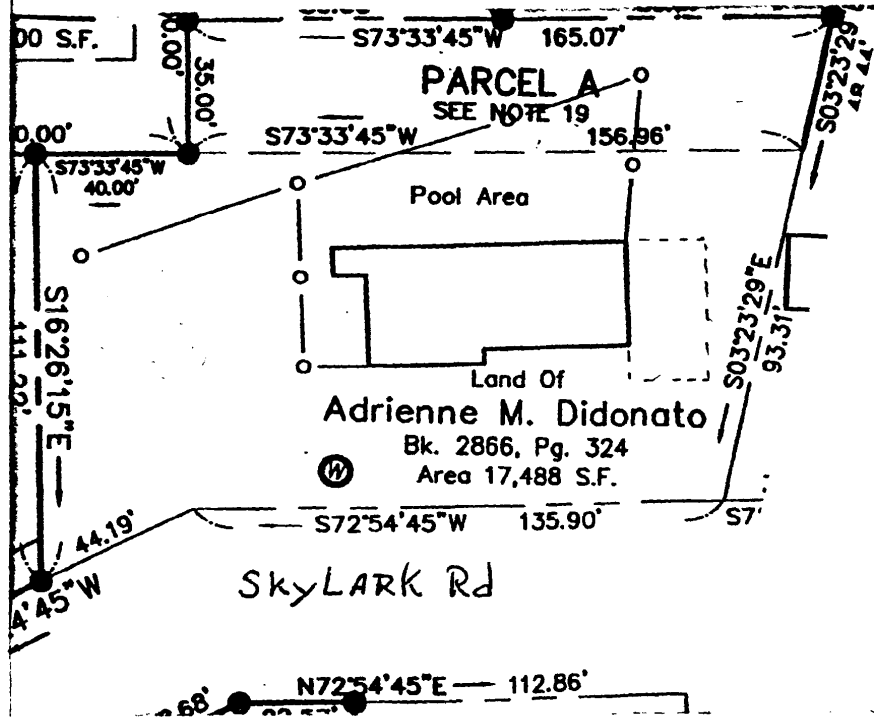 00 S.F.
S73°33'45"W 165.07'
35.00'
S03°23'29
48.44'
PARCEL A
SEE NOTE 19
S73°33'45"W 156.96'
S73°33'45"W
40.00'
Pool Area
S16°26'15"E
S03°23'29"E
93.31'
Land Of
Adrienne M. Didonato
Bk. 2866, Pg. 324
Area 17,488 S.F.
W
S72°54'45"W 135.90'
44.19'
4'45"W
SkyLARK Rd
N72°54'45"E 112.86'